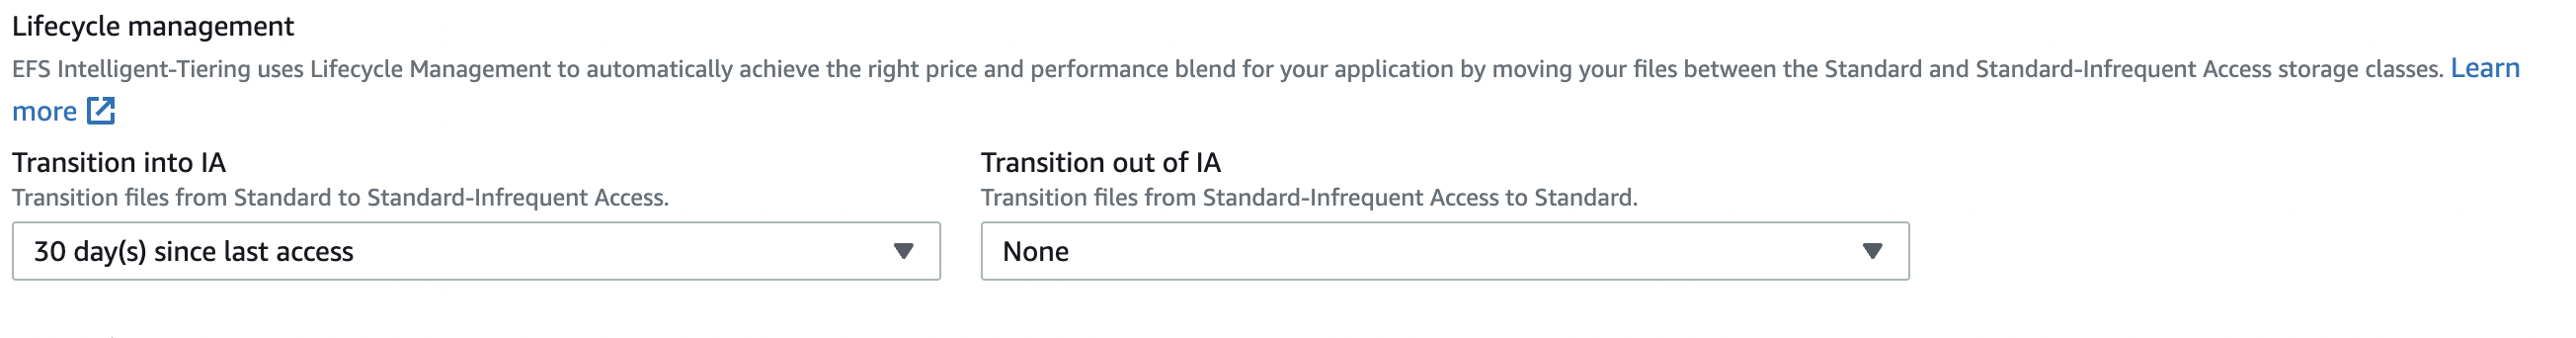 Lifecycle management
EFS Intelligent-Tiering uses Lifecycle Management to automatically achieve the right price and performance blend for your application by moving your files between the Standard and Standard-Infrequent Access storage classes. Learn
more
Transition into IA
Transition files from Standard to Standard-Infrequent Access.
30 day(s) since last access
Transition out of IA
Transition files from Standard-Infrequent Access to Standard.
None